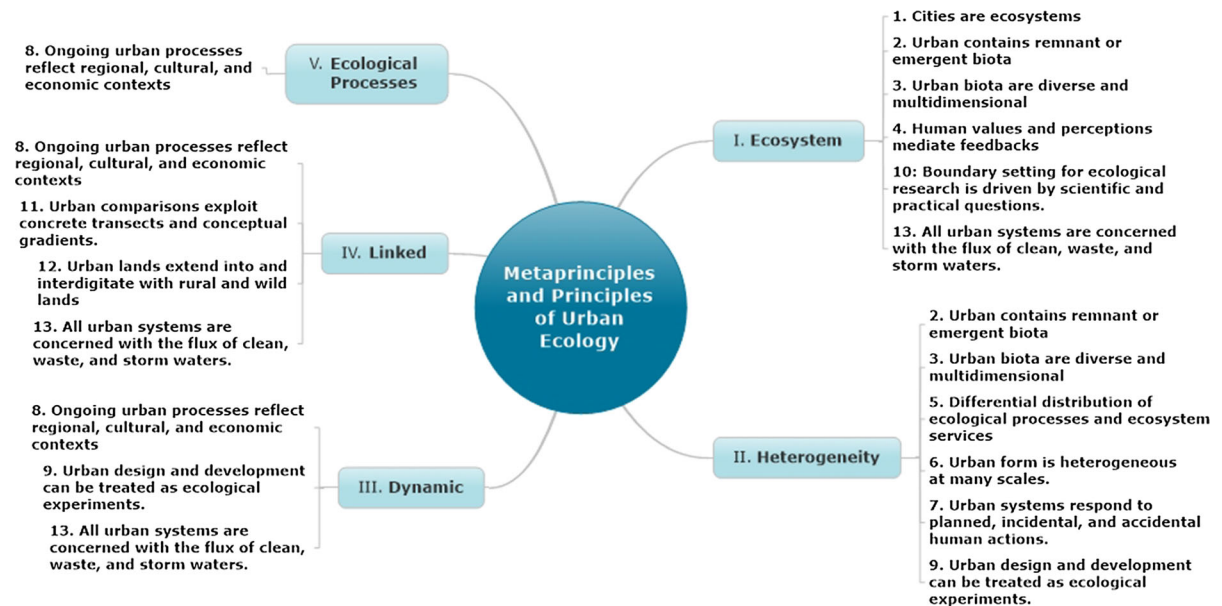 Metaprinciples
and Principles
of Urban
Ecology
I. Ecosystem
1. Cities are ecosystems
2. Urban contains remnant or
emergent biota
3. Urban biota are diverse and
multidimensional
4. Human values and perceptions
mediate feedbacks
10: Boundary setting for ecological
research is driven by scientific and
practical questions.
13. All urban systems are concerned
with the flux of clean, waste, and
storm waters.
II. Heterogeneity
2. Urban contains remnant or
emergent biota
3. Urban biota are diverse and
multidimensional
5. Differential distribution of
ecological processes and ecosystem
services
6. Urban form is heterogeneous
at many scales.
7. Urban systems respond to
planned, incidental, and accidental
human actions.
9. Urban design and development
can be treated as ecological
experiments.
III. Dynamic
8. Ongoing urban processes reflect
regional, cultural, and economic
contexts
9. Urban design and development
can be treated as ecological
experiments.
13. All urban systems are
concerned with the flux of clean,
waste, and storm waters.
IV. Linked
8. Ongoing urban processes reflect
regional, cultural, and economic
contexts
11. Urban comparisons exploit
concrete transects and conceptual
gradients.
12. Urban lands extend into and
interdigitate with rural and wild
lands
13. All urban systems are
concerned with the flux of clean,
waste, and storm waters.
V. Ecological
Processes
8. Ongoing urban processes
reflect regional, cultural, and
economic contexts